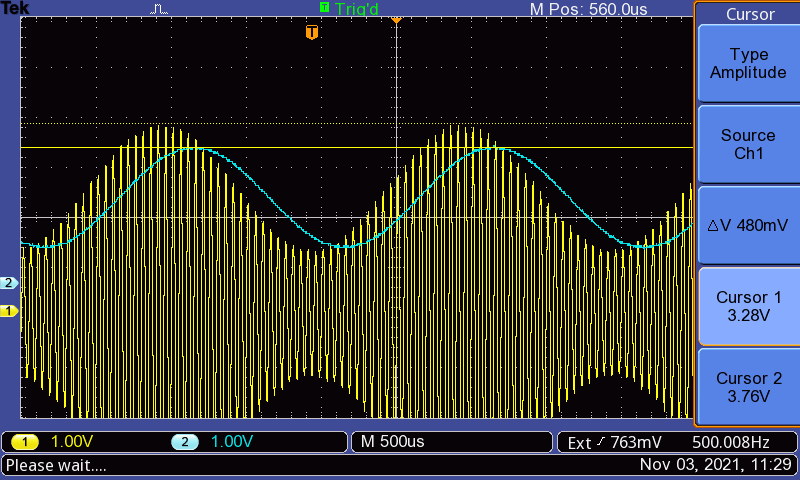 Tek T Trig'd M Pos: 560.0us Cursor
T
Type
Amplitude
Source
Ch1
△V 480mV
2
Cursor 1
3.28V
1
Cursor 2
3.76V
1 1.00V 2 1.00V M 500us Ext / 763mV 500.008Hz
Please wait.... Nov 03, 2021, 11:29